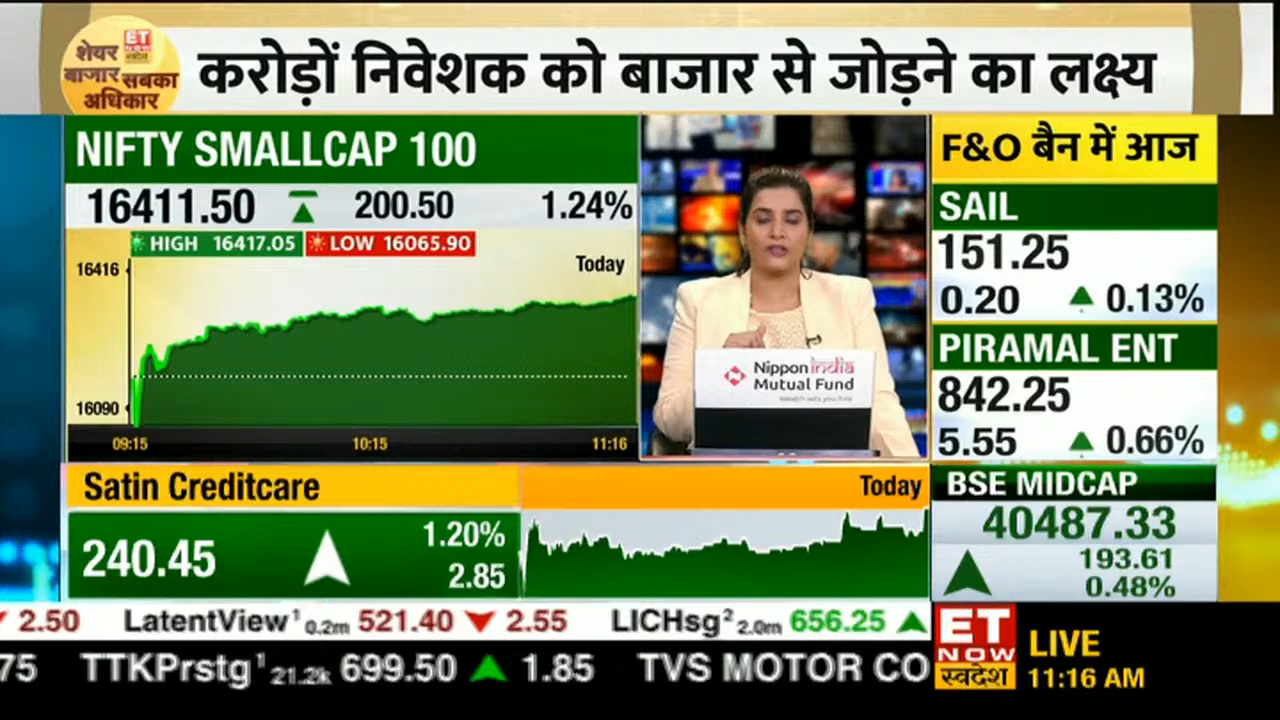 शेयर
बाजार
सबका
अधिकार
ET
NOW
स्वदेश
करोड़ों निवेशक को बाजार से जोड़ने का लक्ष्य
NIFTY SMALLCAP 100
16411.50 200.50 1.24%
HIGH 16417.05 LOW 16065.90
Today
16416
16090
09:15 10:15 11:16
Nippon india
Mutual Fund
F&O बैन में आज
SAIL
151.25
0.20 0.13%
PIRAMAL ENT
842.25
5.55 0.66%
BSE MIDCAP
40487.33
193.61
0.48%
Satin Creditcare Today
240.45
1.20%
2.85
2.50 LatentView¹ 0.2m 521.40 2.55 LICHsg² 2.0m 656.25
75 TTKPrstg¹ 21.2k 699.50 1.85 TVS MOTOR CO
ET
NOW
स्वदेश
LIVE
11:16 AM